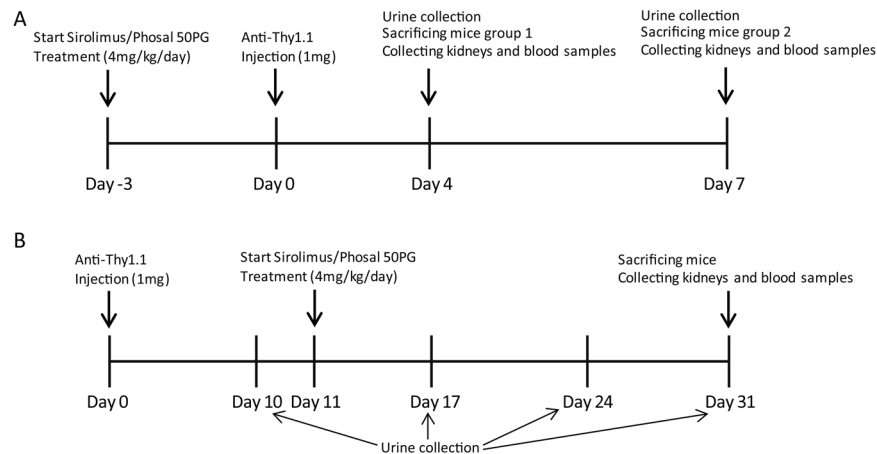 A
Start Sirolimus/Phosal 50PG
Treatment (4mg/kg/day)
Anti-Thy1.1
Injection (1mg)
Urine collection
Sacrificing mice group 1
Collecting kidneys and blood samples
Urine collection
Sacrificing mice group 2
Collecting kidneys and blood samples
Day -3
Day 0
Day 4
Day 7
B
Anti-Thy1.1
Injection (1mg)
Start Sirolimus/Phosal 50PG
Treatment (4mg/kg/day)
Sacrificing mice
Collecting kidneys and blood samples
Day 0
Day 10
Day 11
Day 17
Day 24
Day 31
Urine collection